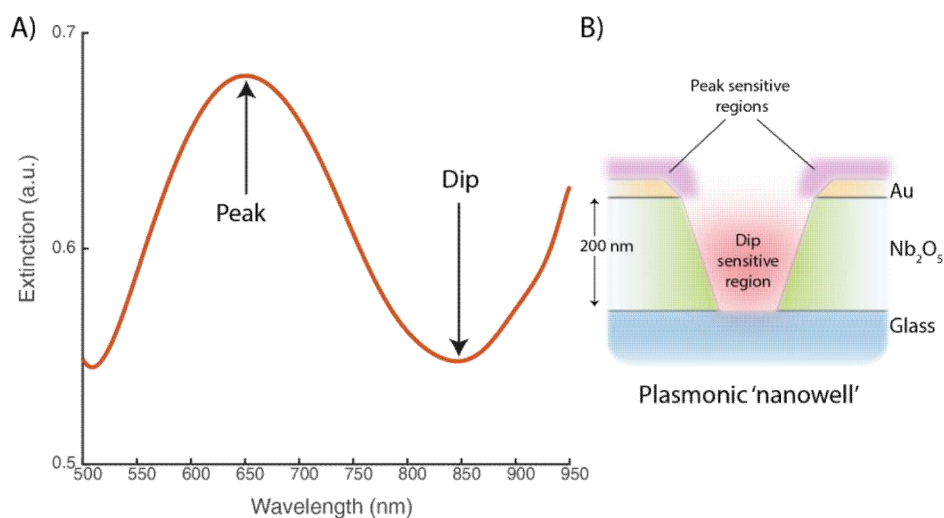 A)
0.7
0.6
0.5
Extinction (a.u.)
Peak
Dip
500 550 600 650 700 750 800 850 900 950
Wavelength (nm)
B)
Peak sensitive
regions
Au
200 nm
Nb₂O₅
Dip
sensitive
region
Glass
Plasmonic 'nanowell'